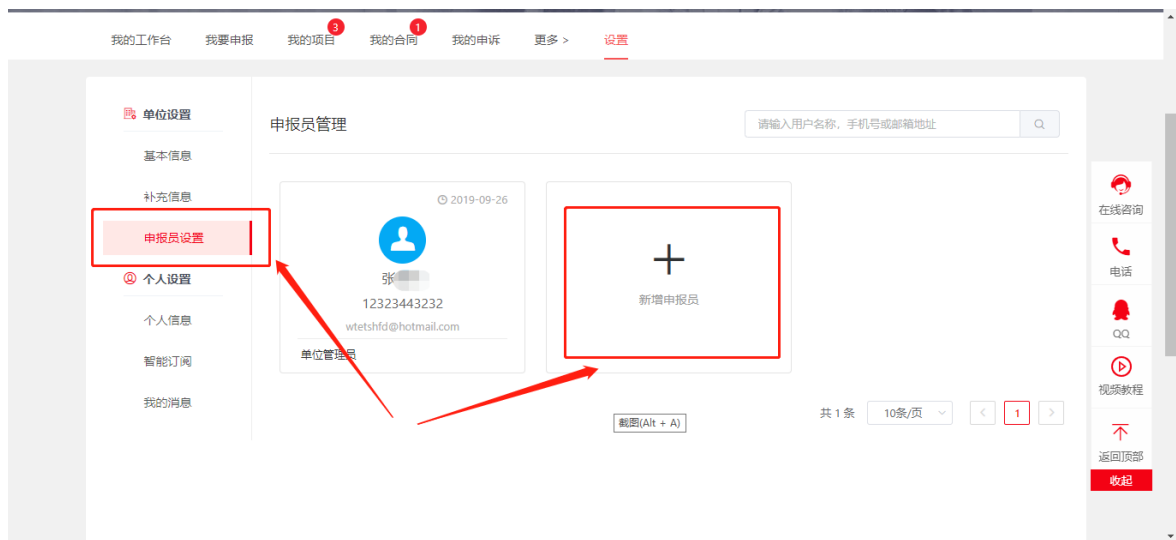 我的工作台 我要申报 我的项目 3 我的合同 1 我的申诉 更多 > 设置
单位设置
基本信息
补充信息
申报员设置
个人设置
个人信息
智能订阅
我的消息
申报员管理
请输入用户名称，手机号或邮箱地址
2019-09-26
张
12323443232
wtetshfd@hotmail.com
单位管理员
新增申报员
共 1 条 10条/页 < 1 >
截图(Alt + A)
在线咨询
电话
QQ
视频教程
返回顶部
收起